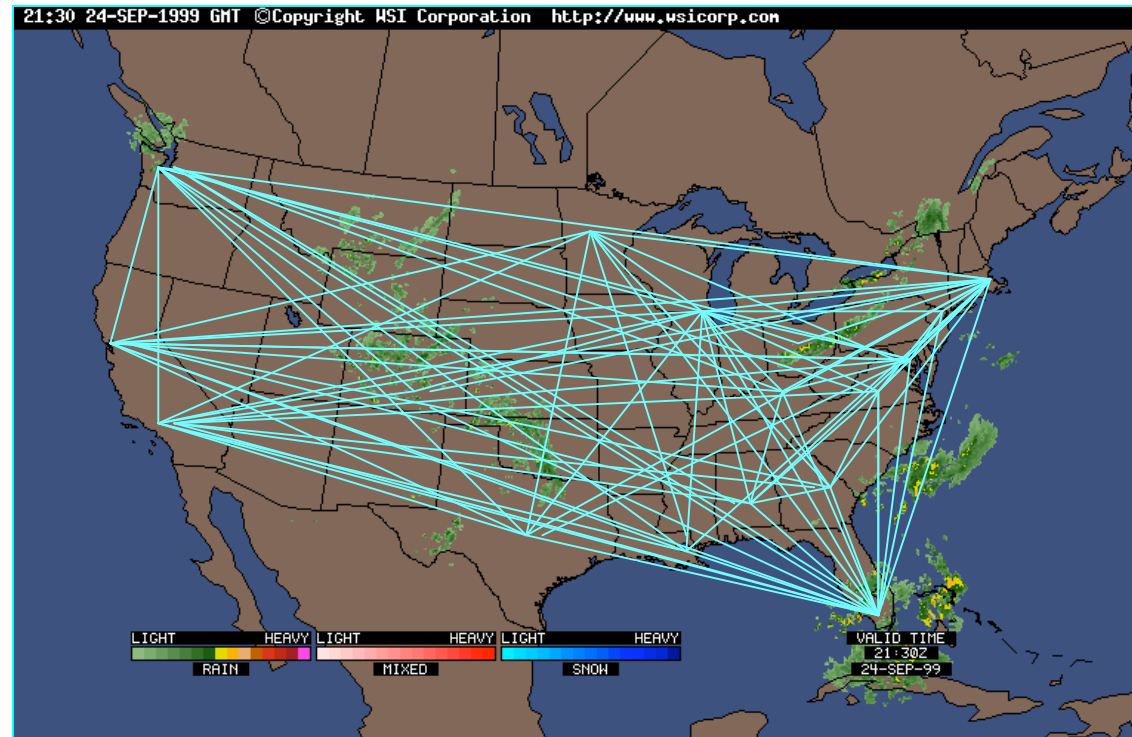 21:30 24-SEP-1999 GMT ©Copyright WSI Corporation http://www.wsicorp.com
LIGHT HEAVY LIGHT HEAVY LIGHT HEAVY
RAIN MIXED SNOW
VALID TIME
21:30Z
24-SEP-99